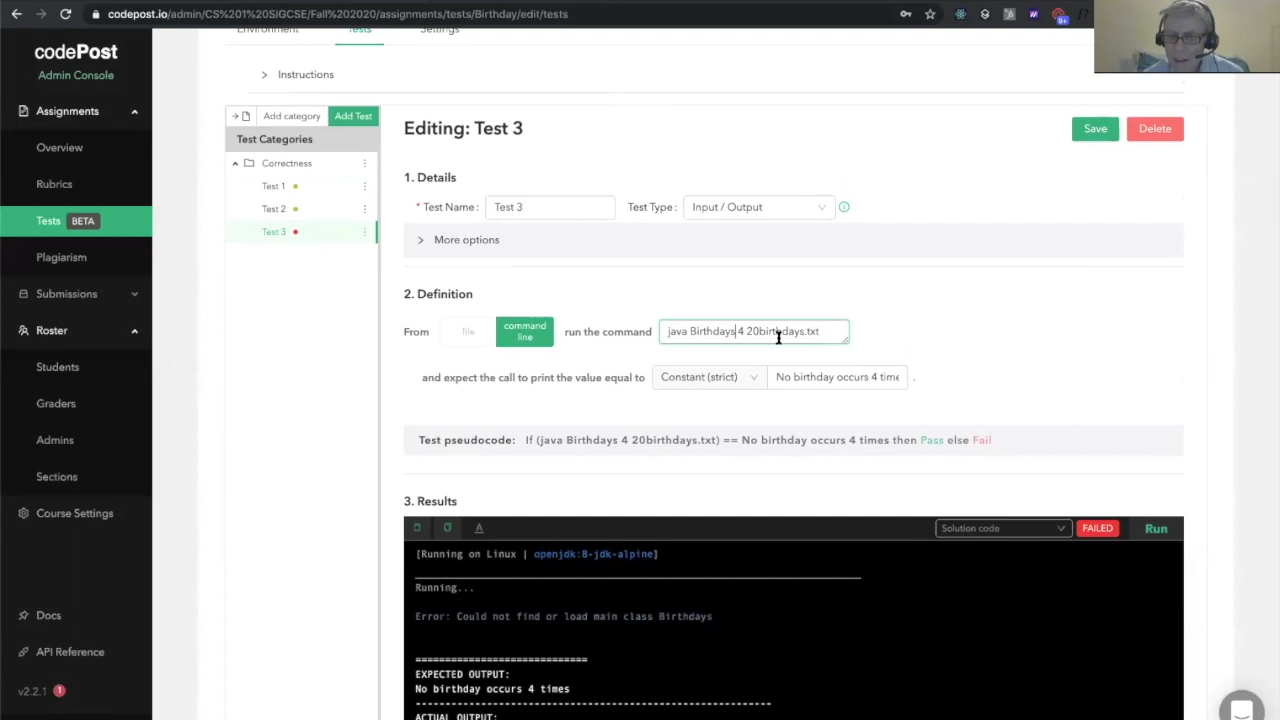 codepost.io/admin/CS%201%20SIGCSE/Fall%202020/assignments/tests/Birthday/edit/tests
9+
codePost
Admin Console
Assignments
Overview
Rubrics
Tests BETA
Plagiarism
Submissions
Roster
Students
Graders
Admins
Sections
Course Settings
Docs
API Reference
v2.2.1 1
Environment Tests Settings
Instructions
Add category Add Test
Test Categories
Correctness
Test 1
Test 2
Test 3
Editing: Test 3
Save Delete
1. Details
* Test Name: Test 3 Test Type: Input / Output
More options
2. Definition
From file command line run the command java Birthdays 4 20birthdays.txt
and expect the call to print the value equal to Constant (strict) No birthday occurs 4 time .
Test pseudocode: If (java Birthdays 4 20birthdays.txt) == No birthday occurs 4 times then Pass else Fail
3. Results
A Solution code FAILED Run
[Running on Linux | openjdk:8-jdk-alpine]
Running...
Error: Could not find or load main class Birthdays
============================
EXPECTED OUTPUT:
No birthday occurs 4 times
----------------------------------------------------------
ACTUAL OUTPUT: